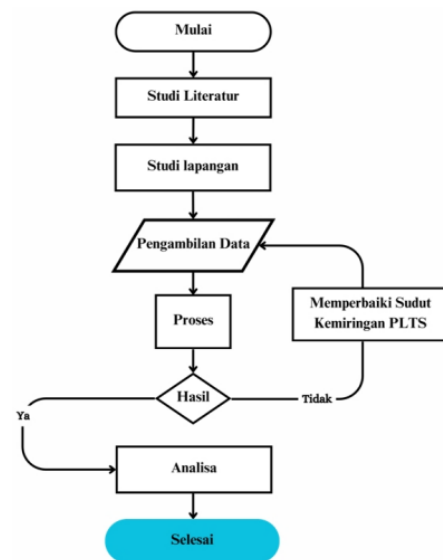 Mulai
Studi Literatur
Studi lapangan
Pengambilan Data
Proses
Memperbaiki Sudut
Kemiringan PLTS
Hasil
Tidak
Ya
Analisa
Selesai